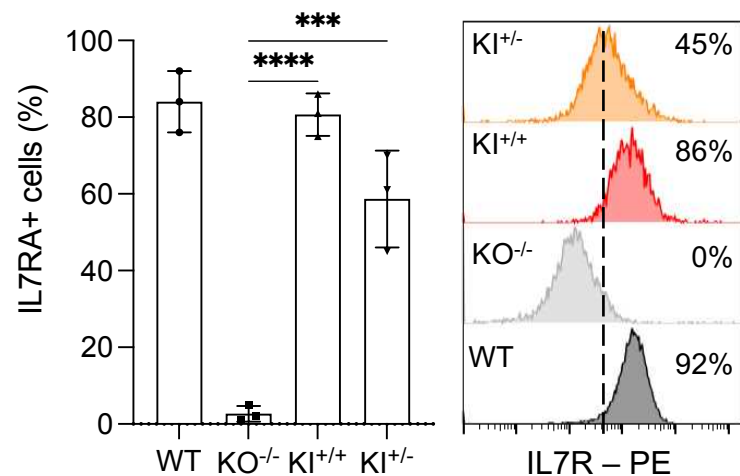 IL7RA+ cells (%)
100
80
60
40
20
0
***
****
WT
KO-/-
KI+/+
KI+/-
KI+/-
45%
KI+/+
86%
KO-/-
0%
WT
92%
IL7R – PE